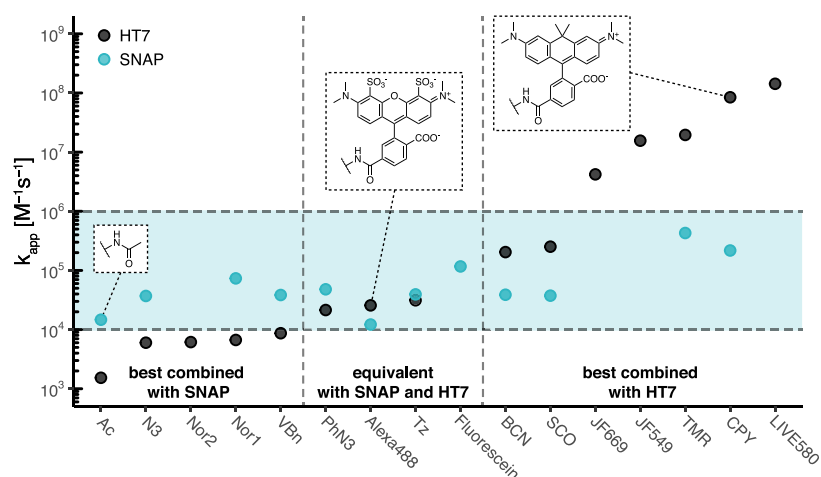 HT7
SNAP
k_app [M⁻¹s⁻¹]
10⁹
10⁸
10⁷
10⁶
10⁵
10⁴
10³
H
N
O
SO₃⁻
SO₃⁻
N
O
N⁺
COO⁻
H
N
O
N
N⁺
COO⁻
H
N
O
best combined
with SNAP
equivalent
with SNAP and HT7
best combined
with HT7
Ac
N3
Nor2
Nor1
VBn
PhN3
Alexa488
Tz
Fluorescein
BCN
SCO
JF669
JF549
TMR
CPY
LIVE580